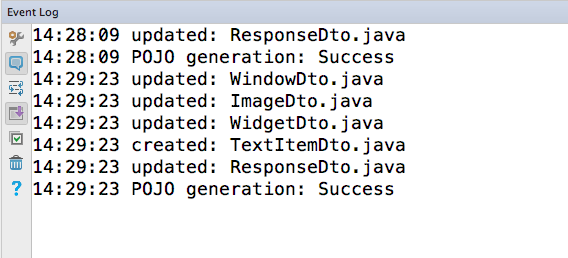 Event Log
14:28:09 updated: ResponseDto.java
14:28:09 POJO generation: Success
14:29:23 updated: WindowDto.java
14:29:23 updated: ImageDto.java
14:29:23 updated: WidgetDto.java
14:29:23 created: TextItemDto.java
14:29:23 updated: ResponseDto.java
14:29:23 POJO generation: Success